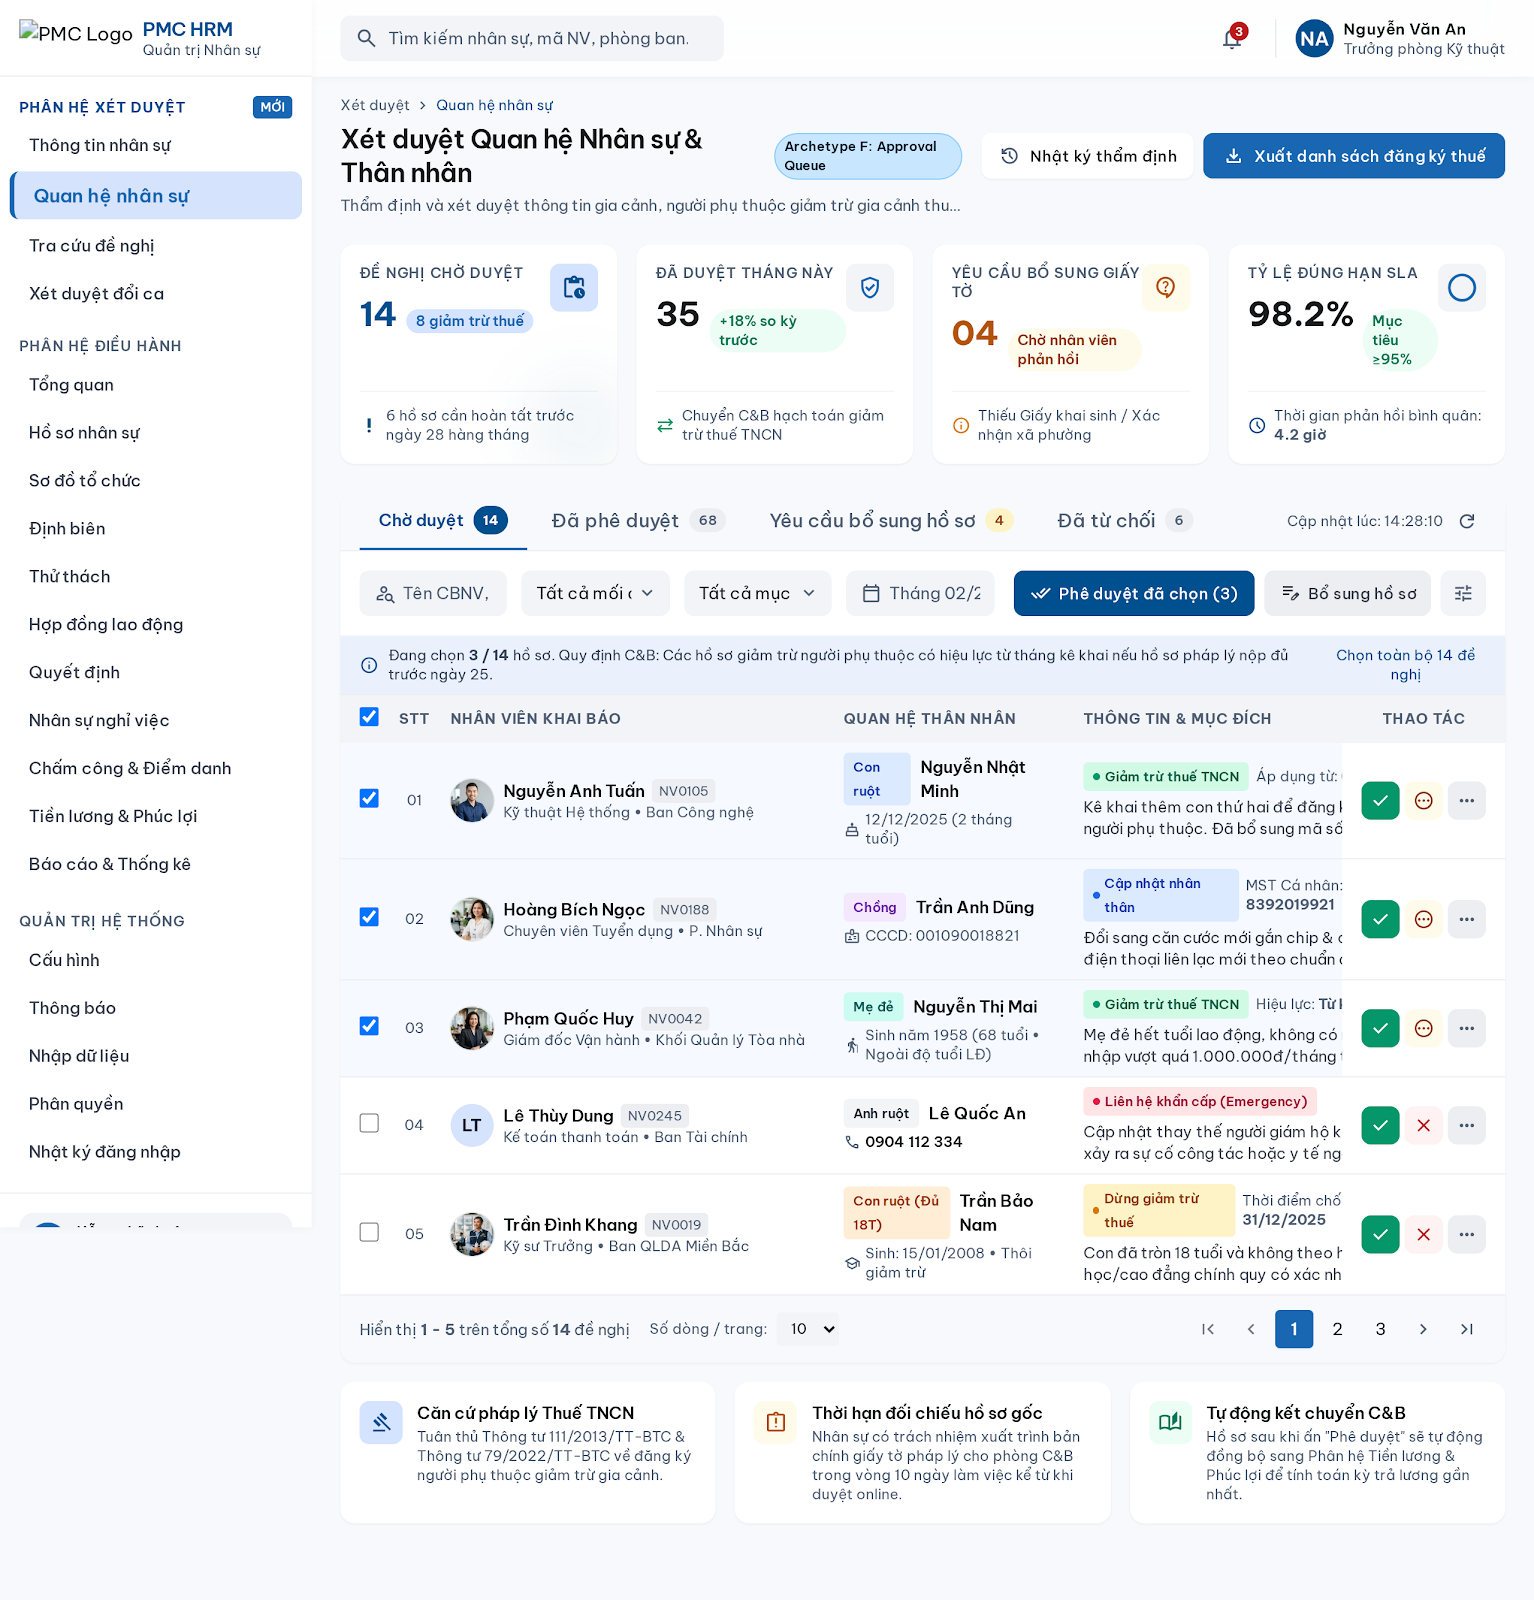 PMC Logo
PMC HRM
Quản trị Nhân sự
Tìm kiếm nhân sự, mã NV, phòng ban.
3
NA
Nguyễn Văn An
Trưởng phòng Kỹ thuật
PHÂN HỆ XÉT DUYỆT
MỚI
Thông tin nhân sự
Quan hệ nhân sự
Tra cứu đề nghị
Xét duyệt đổi ca
PHÂN HỆ ĐIỀU HÀNH
Tổng quan
Hồ sơ nhân sự
Sơ đồ tổ chức
Định biên
Thử thách
Hợp đồng lao động
Quyết định
Nhân sự nghỉ việc
Chấm công & Điểm danh
Tiền lương & Phúc lợi
Báo cáo & Thống kê
QUẢN TRỊ HỆ THỐNG
Cấu hình
Thông báo
Nhập dữ liệu
Phân quyền
Nhật ký đăng nhập
Xét duyệt
Quan hệ nhân sự
Xét duyệt Quan hệ Nhân sự &
Thân nhân
Thẩm định và xét duyệt thông tin gia cảnh, người phụ thuộc giảm trừ gia cảnh thu...
Archetype F: Approval
Queue
Nhật ký thẩm định
Xuất danh sách đăng ký thuế
ĐỀ NGHỊ CHỜ DUYỆT
14
8 giảm trừ thuế
6 hồ sơ cần hoàn tất trước
ngày 28 hàng tháng
ĐÃ DUYỆT THÁNG NÀY
35
+18% so kỳ
trước
Chuyển C&B hạch toán giảm
trừ thuế TNCN
YÊU CẦU BỔ SUNG GIẤY
TỜ
04
Chờ nhân viên
phản hồi
Thiếu Giấy khai sinh / Xác
nhận xã phường
TỶ LỆ ĐÚNG HẠN SLA
98.2%
Mục
tiêu
≥95%
Thời gian phản hồi bình quân:
4.2 giờ
Chờ duyệt
14
Đã phê duyệt
68
Yêu cầu bổ sung hồ sơ
4
Đã từ chối
6
Cập nhật lúc: 14:28:10
Tên CBNV,
Tất cả mối
Tất cả mục
Tháng 02/2
Phê duyệt đã chọn (3)
Bổ sung hồ sơ
Đang chọn 3 / 14 hồ sơ. Quy định C&B: Các hồ sơ giảm trừ người phụ thuộc có hiệu lực từ tháng kê khai nếu hồ sơ pháp lý nộp đủ
trước ngày 25.
Chọn toàn bộ 14 đề
nghị
STT
NHÂN VIÊN KHAI BÁO
QUAN HỆ THÂN NHÂN
THÔNG TIN & MỤC ĐÍCH
THAO TÁC
01
Nguyễn Anh Tuấn
NV0105
Kỹ thuật Hệ thống • Ban Công nghệ
Con
ruột
Nguyễn Nhật
Minh
12/12/2025 (2 tháng
tuổi)
Giảm trừ thuế TNCN
Áp dụng từ:
Kê khai thêm con thứ hai để đăng
người phụ thuộc. Đã bổ sung mã số
02
Hoàng Bích Ngọc
NV0188
Chuyên viên Tuyển dụng • P. Nhân sự
Chồng
Trần Anh Dũng
CCCD: 001090018821
Cập nhật nhân
thân
MST Cá nhân:
8392019921
Đổi sang căn cước mới gắn chip &
điện thoại liên lạc mới theo chuẩn
03
Phạm Quốc Huy
NV0042
Giám đốc Vận hành • Khối Quản lý Tòa nhà
Mẹ đẻ
Nguyễn Thị Mai
Sinh năm 1958 (68 tuổi •
Ngoài độ tuổi LĐ)
Giảm trừ thuế TNCN
Hiệu lực: Từ
Mẹ đẻ hết tuổi lao động, không có
nhập vượt quá 1.000.000đ/tháng
04
LT
Lê Thùy Dung
NV0245
Kế toán thanh toán • Ban Tài chính
Anh ruột
Lê Quốc An
0904 112 334
Liên hệ khẩn cấp (Emergency)
Cập nhật thay thế người giám hộ
xảy ra sự cố công tác hoặc y tế
05
Trần Đình Khang
NV0019
Kỹ sư Trưởng • Ban QLDA Miền Bắc
Con ruột (Đủ
18T)
Trần Bảo
Nam
Sinh: 15/01/2008 • Thôi
giảm trừ
Dừng giảm trừ
thuế
Thời điểm
31/12/2025
Con đã tròn 18 tuổi và không theo
học/cao đẳng chính quy có xác
Hiển thị 1 - 5 trên tổng số 14 đề nghị
Số dòng / trang:
10
1
2
3
Căn cứ pháp lý Thuế TNCN
Tuân thủ Thông tư 111/2013/TT-BTC &
Thông tư 79/2022/TT-BTC về đăng ký
người phụ thuộc giảm trừ gia cảnh.
Thời hạn đối chiếu hồ sơ gốc
Nhân sự có trách nhiệm xuất trình bản
chính giấy tờ pháp lý cho phòng C&B
trong vòng 10 ngày làm việc kể từ khi
duyệt online.
Tự động kết chuyển C&B
Hồ sơ sau khi ấn "Phê duyệt" sẽ tự động
đồng bộ sang Phân hệ Tiền lương &
Phúc lợi để tính toán kỳ trả lương gần
nhất.